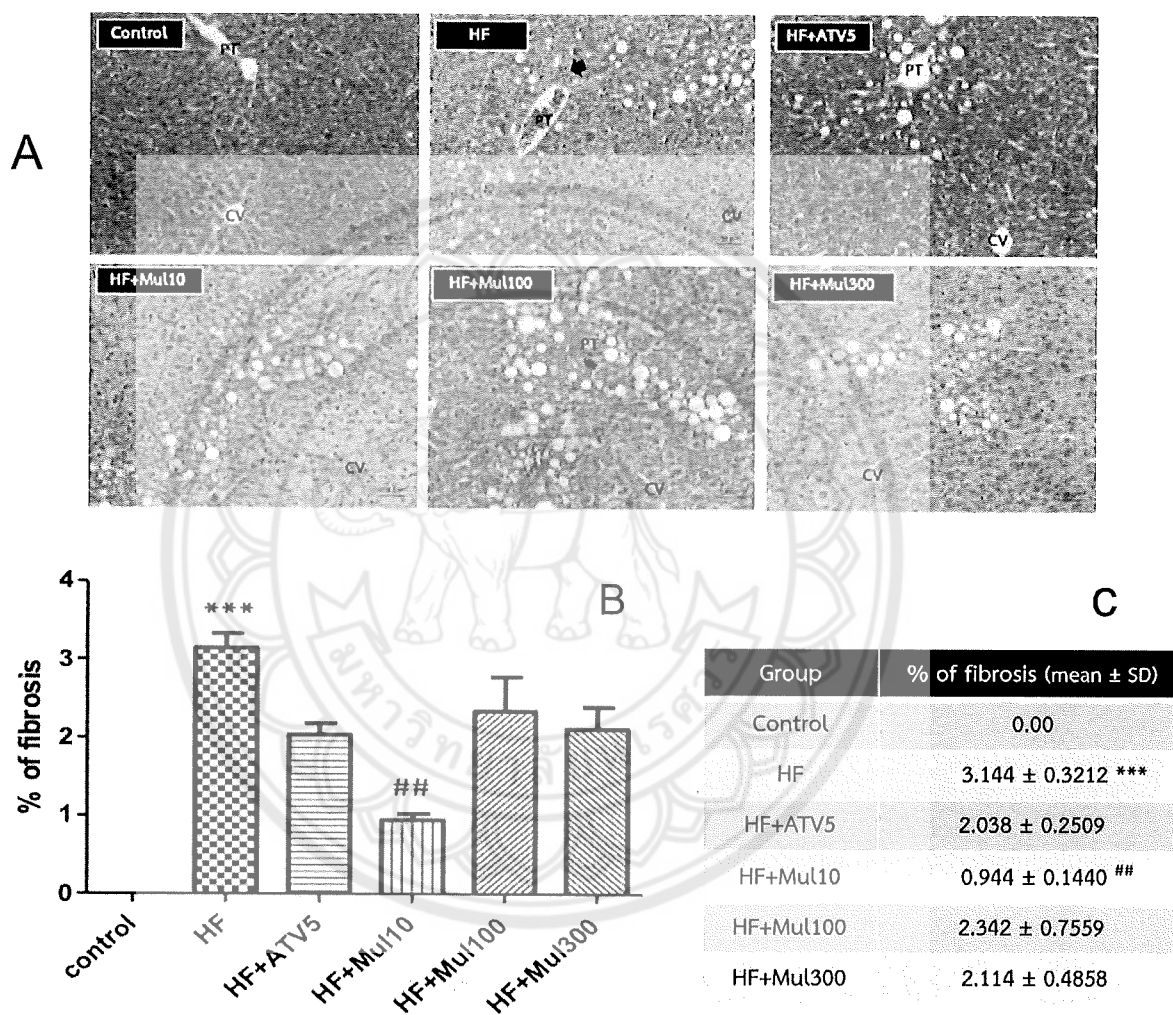 A
Control
PT
CV
HF
PT
CV
HF+ATV5
PT
CV
HF+Mul10
CV
HF+Mul100
PT
CV
HF+Mul300
CV
B
% of fibrosis
4
3
2
1
0
***
##
control
HF
HF+ATV5
HF+Mul10
HF+Mul100
HF+Mul300
C
Group % of fibrosis (mean ± SD)
Control 0.00
HF 3.144 ± 0.3212 ***
HF+ATV5 2.038 ± 0.2509
HF+Mul10 0.944 ± 0.1440 ##
HF+Mul100 2.342 ± 0.7559
HF+Mul300 2.114 ± 0.4858